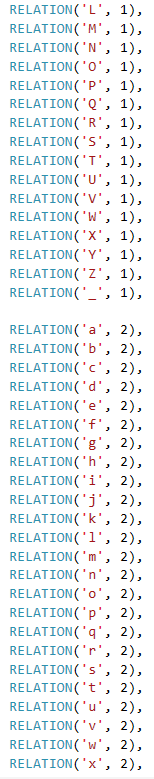 RELATION('L', 1),
RELATION('M', 1),
RELATION('N', 1),
RELATION('O', 1),
RELATION('P', 1),
RELATION('Q', 1),
RELATION('R', 1),
RELATION('S', 1),
RELATION('T', 1),
RELATION('U', 1),
RELATION('V', 1),
RELATION('W', 1),
RELATION('X', 1),
RELATION('Y', 1),
RELATION('Z', 1),
RELATION('_', 1),
RELATION('a', 2),
RELATION('b', 2),
RELATION('c', 2),
RELATION('d', 2),
RELATION('e', 2),
RELATION('f', 2),
RELATION('g', 2),
RELATION('h', 2),
RELATION('i', 2),
RELATION('j', 2),
RELATION('k', 2),
RELATION('l', 2),
RELATION('m', 2),
RELATION('n', 2),
RELATION('o', 2),
RELATION('p', 2),
RELATION('q', 2),
RELATION('r', 2),
RELATION('s', 2),
RELATION('t', 2),
RELATION('u', 2),
RELATION('v', 2),
RELATION('w', 2),
RELATION('x', 2),